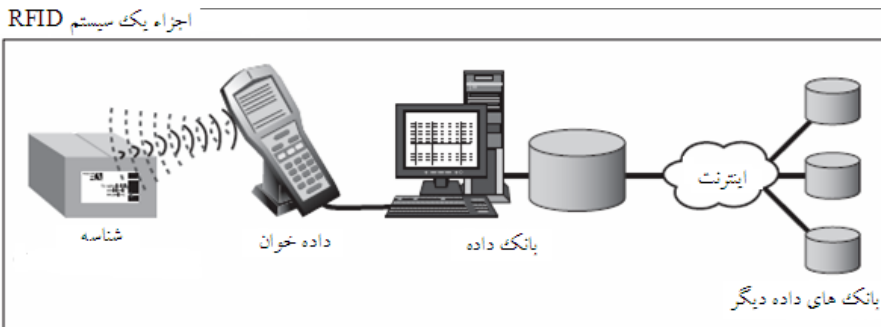 اجزاء یک سیستم RFID
اینترنت
شناسه
داده خوان
بانک داده
بانک های داده دیگر